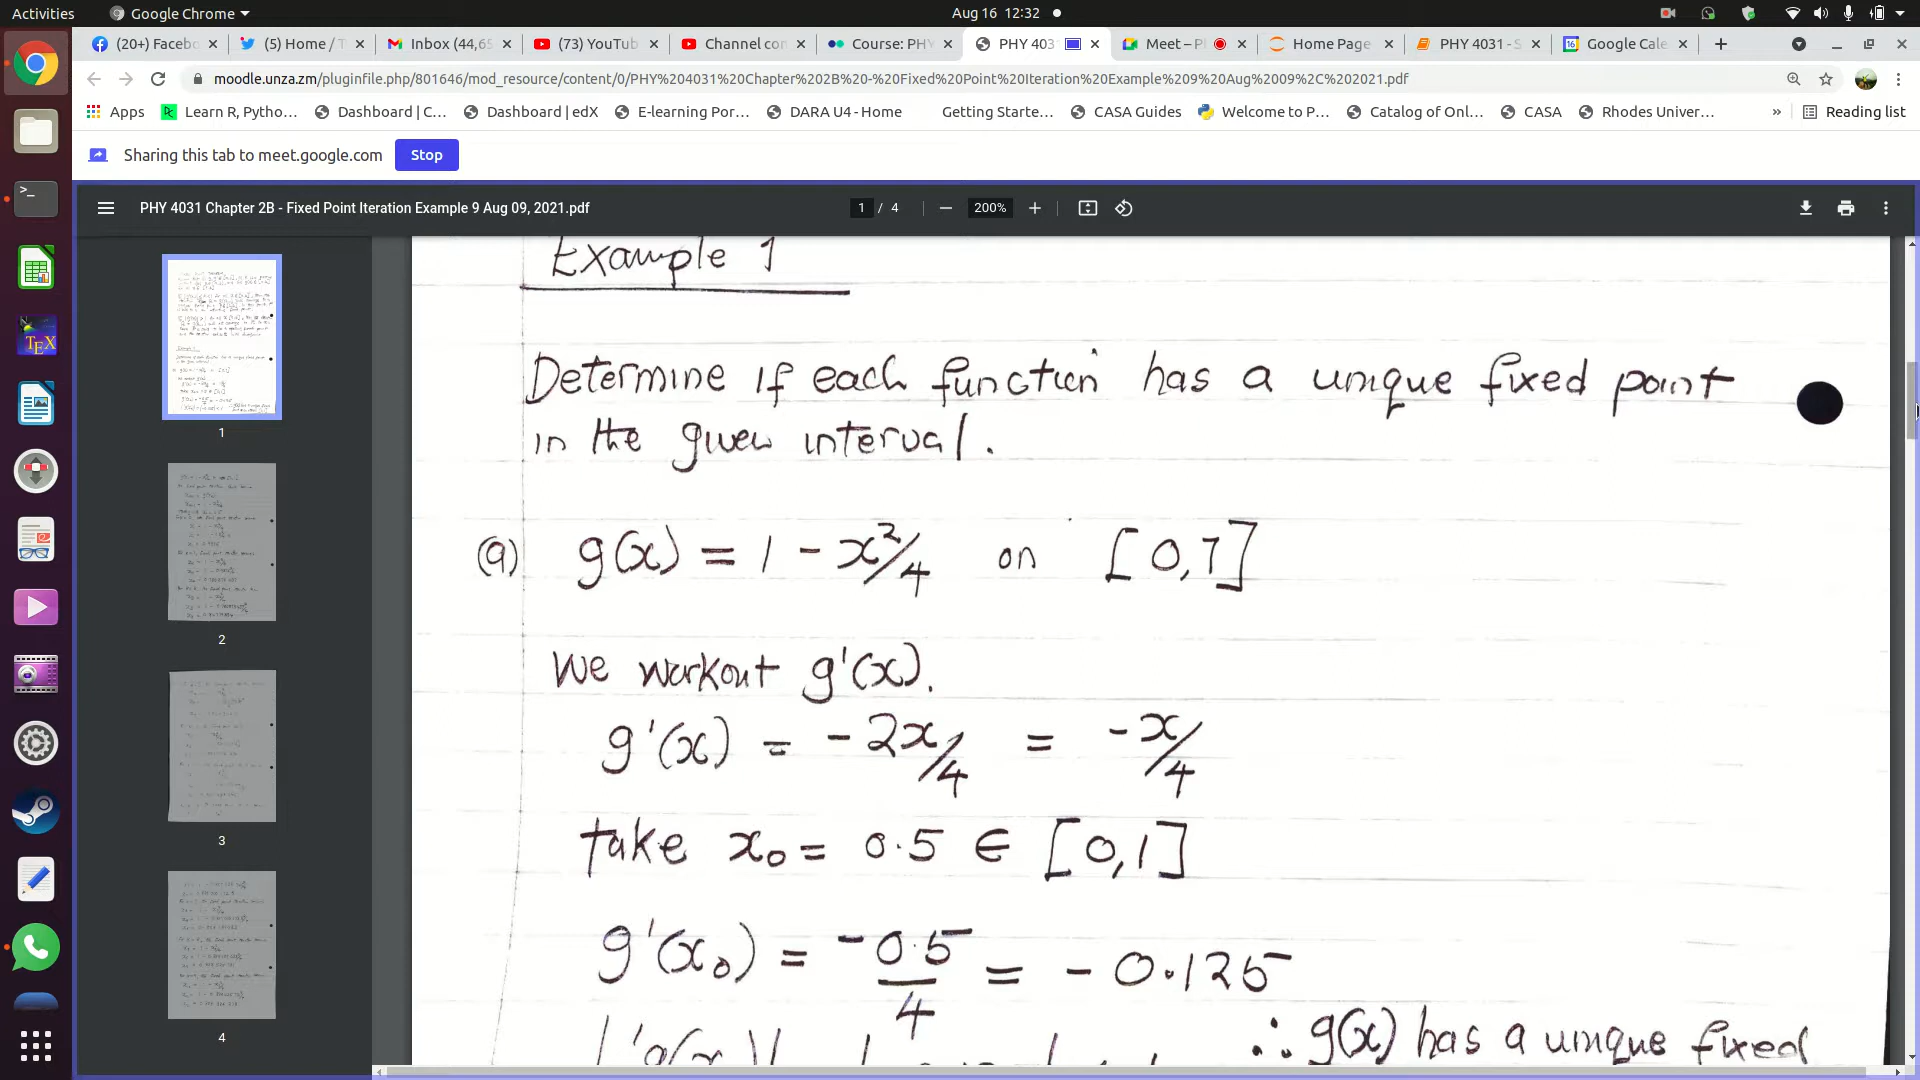 Activities
Google Chrome
Aug 16 12:32
(20+) Facebo
(5) Home / T
Inbox (44,65
(73) YouTub
Channel con
Course: PHY
PHY 4031
Meet – P
Home Page
PHY 4031 - S
Google Cale
moodle.unza.zm/pluginfile.php/801646/mod_resource/content/0/PHY%204031%20Chapter%202B%20-%20Fixed%20Point%20Iteration%20Example%209%20Aug%2009%2C%202021.pdf
Apps
Learn R, Pytho...
Dashboard | C...
Dashboard | edX
E-learning Por...
DARA U4 - Home
Getting Starte...
CASA Guides
Welcome to P...
Catalog of Onl...
CASA
Rhodes Univer...
»
Reading list
Sharing this tab to meet.google.com
Stop
PHY 4031 Chapter 2B - Fixed Point Iteration Example 9 Aug 09, 2021.pdf
1 / 4
200%
1
2
3
4
Example 1
Determine if each function has a unique fixed point
in the given interval.
(a) g(x) = 1 - x²/4 on [0,1]
We workout g'(x).
g'(x) = -2x/4 = -x/4
take x₀ = 0.5 ∈ [0,1]
g'(x₀) = -0.5/4 = -0.125
∴ g(x) has a unique fixed